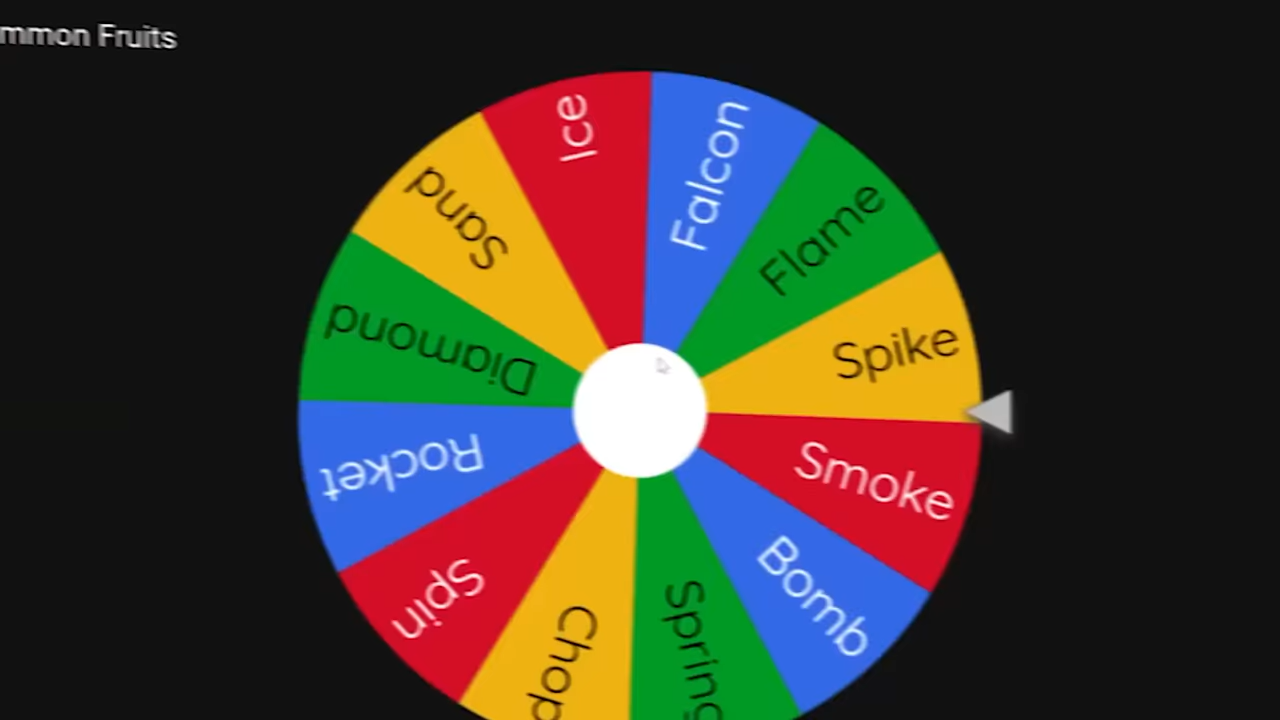 mmon Fruits
Ice
Falcon
Flame
Spike
Smoke
Bomb
Spring
Chop
Spin
Rocket
Diamond
Sand